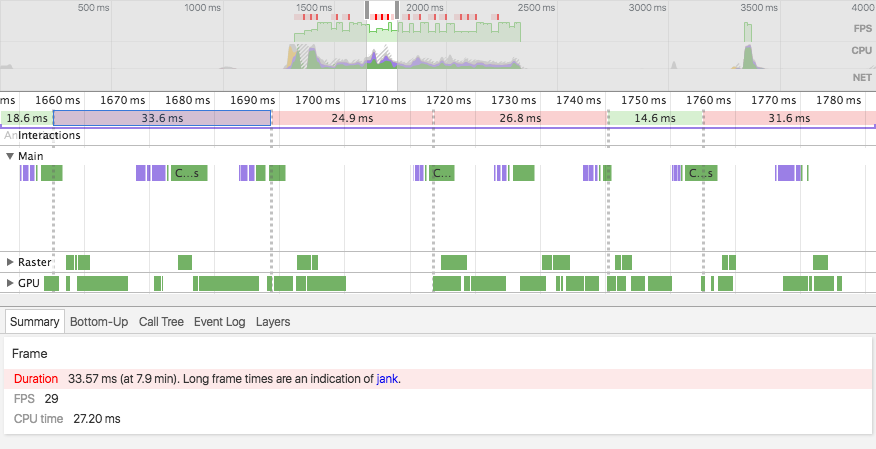 500 ms 1000 ms 1500 ms 2000 ms 2500 ms 3000 ms 3500 ms 4000
FPS
CPU
NET
ms 1660 ms 1670 ms 1680 ms 1690 ms 1700 ms 1710 ms 1720 ms 1730 ms 1740 ms 1750 ms 1760 ms 1770 ms 1780 ms
18.6 ms 33.6 ms 24.9 ms 26.8 ms 14.6 ms 31.6 ms
Interactions
Main
C...s C... C...s
Raster
GPU
Summary Bottom-Up Call Tree Event Log Layers
Frame
Duration 33.57 ms (at 7.9 min). Long frame times are an indication of jank.
FPS 29
CPU time 27.20 ms